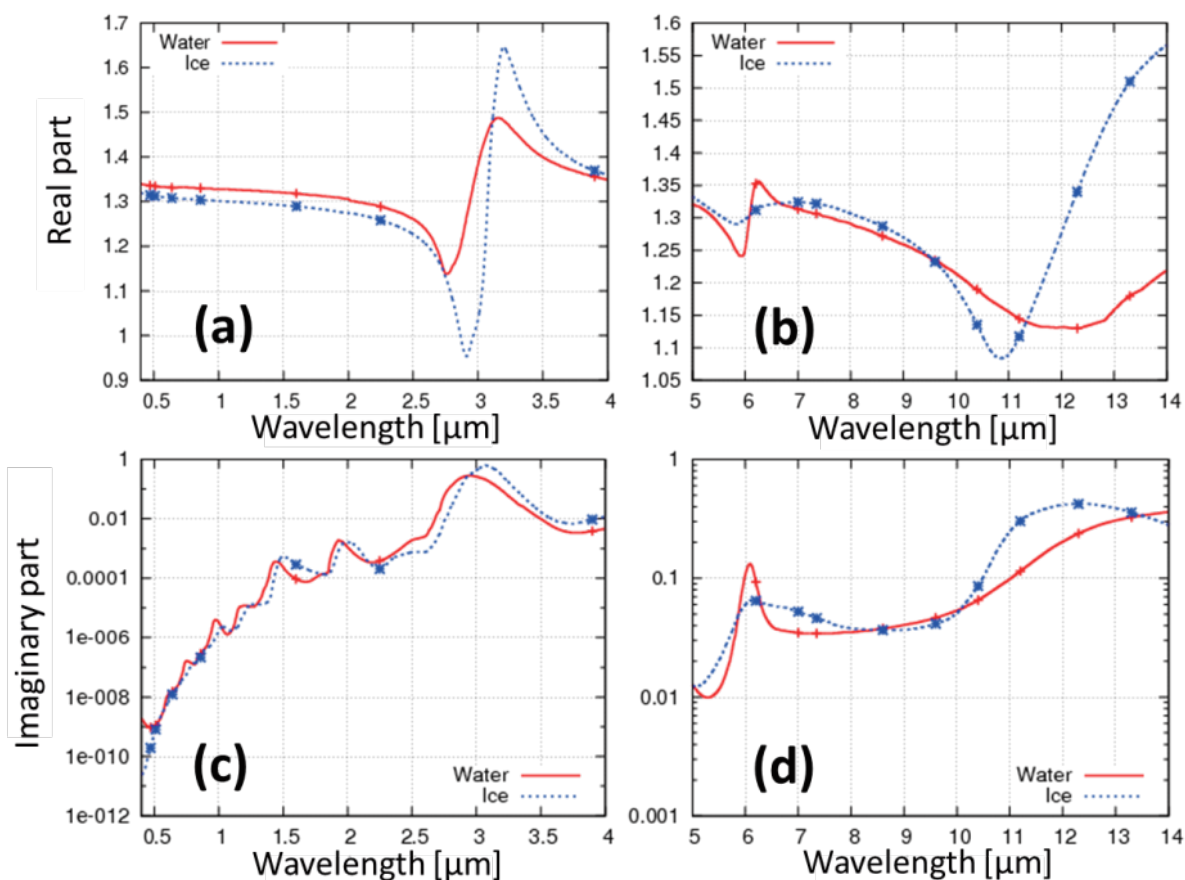 1.7
1.6
1.5
1.4
1.3
1.2
1.1
1
0.9
Real part
Water
Ice
(a)
0.5 1 1.5 2 2.5 3 3.5 4
Wavelength [μm]
1.6
1.55
1.5
1.45
1.4
1.35
1.3
1.25
1.2
1.15
1.1
1.05
Water
Ice
(b)
5 6 7 8 9 10 11 12 13 14
Wavelength [μm]
1
0.01
0.0001
1e-006
1e-008
1e-010
1e-012
Imaginary part
(c)
Water
Ice
0.5 1 1.5 2 2.5 3 3.5 4
Wavelength [μm]
1
0.1
0.01
0.001
(d)
Water
Ice
5 6 7 8 9 10 11 12 13 14
Wavelength [μm]